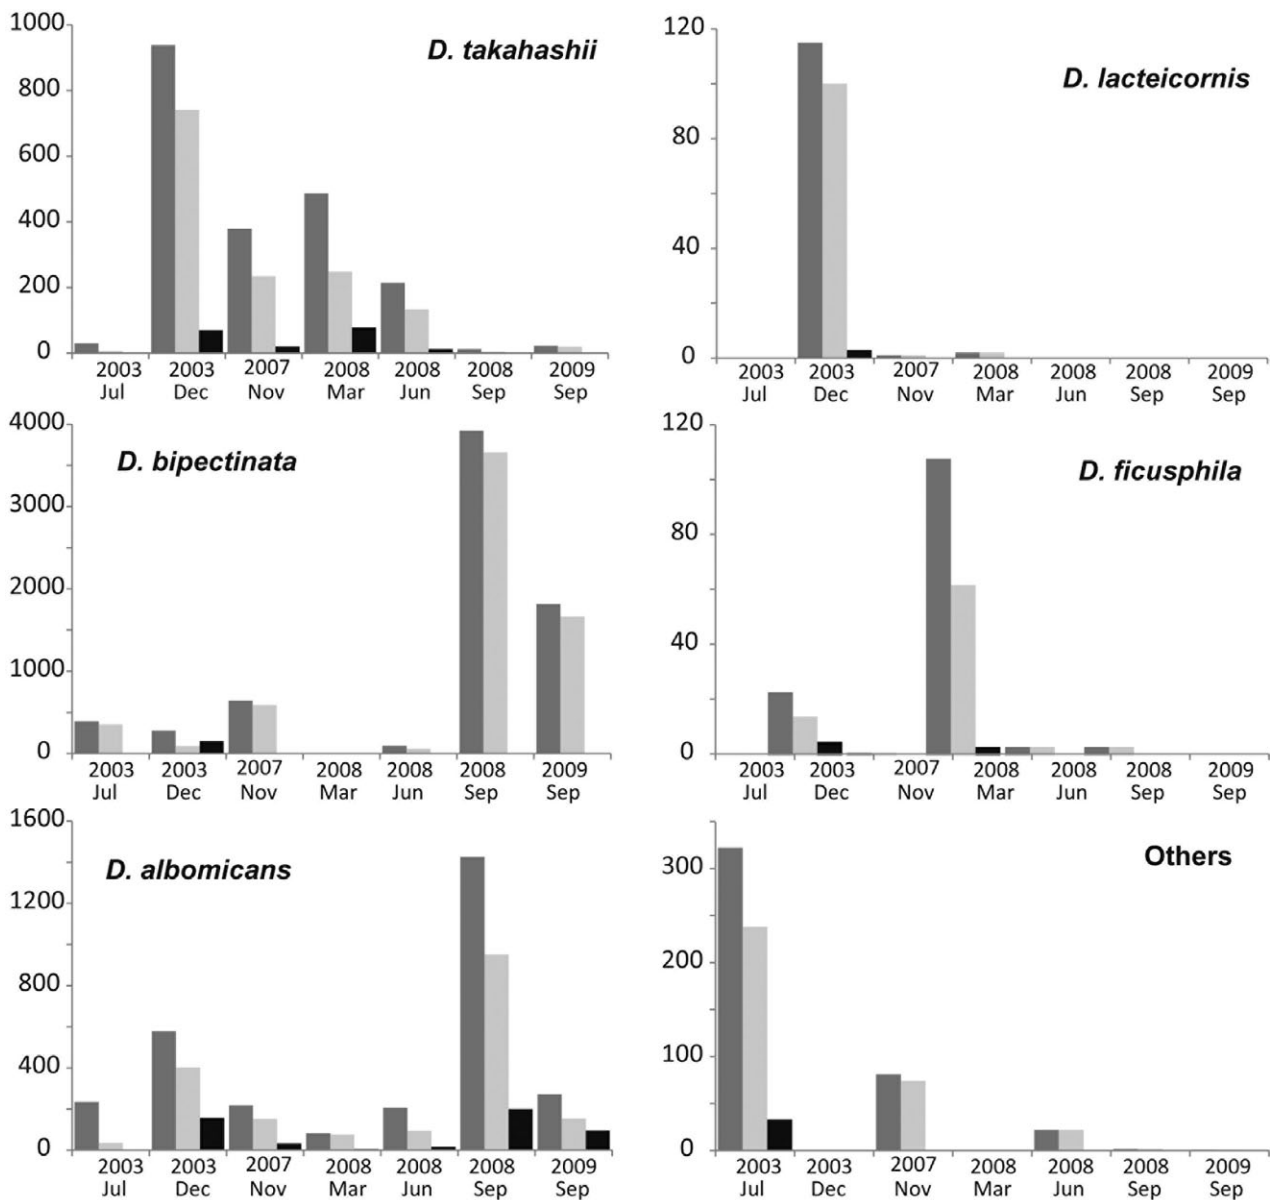 D. takahashii
1000
800
600
400
200
0
2003 2003 2007 2008 2008 2008 2009
Jul Dec Nov Mar Jun Sep Sep
D. lacteicornis
120
80
40
0
2003 2003 2007 2008 2008 2008 2009
Jul Dec Nov Mar Jun Sep Sep
D. bipectinata
4000
3000
2000
1000
0
2003 2003 2007 2008 2008 2008 2009
Jul Dec Nov Mar Jun Sep Sep
D. ficusphila
120
80
40
0
2003 2003 2007 2008 2008 2008 2009
Jul Dec Nov Mar Jun Sep Sep
D. albomicans
1600
1200
800
400
0
2003 2003 2007 2008 2008 2008 2009
Jul Dec Nov Mar Jun Sep Sep
Others
300
200
100
0
2003 2003 2007 2008 2008 2008 2009
Jul Dec Nov Mar Jun Sep Sep